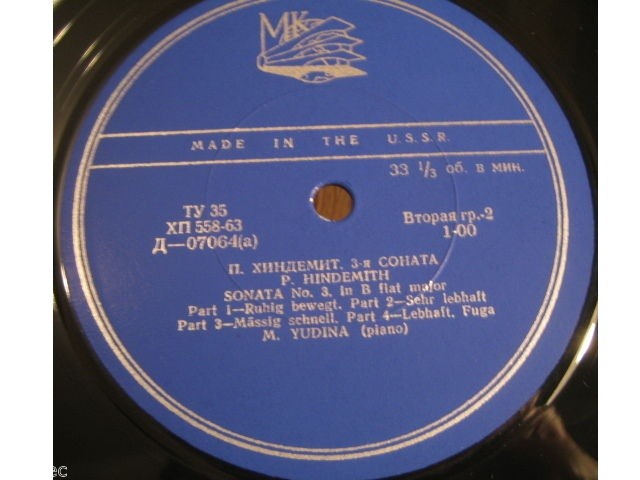 МК
MADE IN THE U.S.S.R.
33 1/3 об. в мин.
ТУ 35
ХП 558-63
Д—07064(а)
Вторая гр.-2
1-00
П. ХИНДЕМИТ. 3-я СОНАТА
P. HINDEMITH
SONATA No. 3, in B flat major
Part 1—Ruhig bewegt. Part 2—Sehr lebhaft
Part 3—Mässig schnell. Part 4—Lebhaft, Fuga
M. YUDINA (piano)
ec